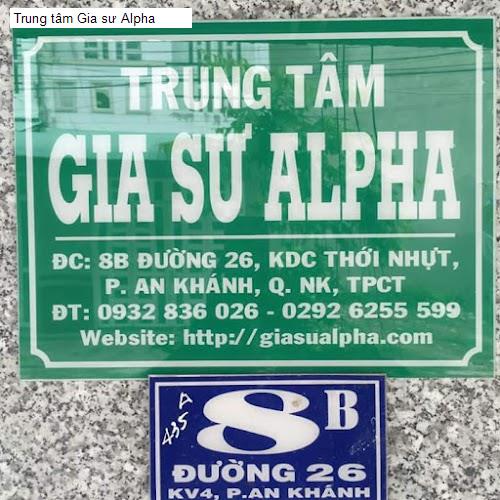 Trung tâm Gia sư Alpha
TRUNG TÂM
GIA SƯ ALPHA
ĐC: 8B ĐƯỜNG 26, KDC THỚI NHỰT,
P. AN KHÁNH, Q. NK, TPCT
ĐT: 0932 836 026 - 0292 6255 599
Website: http://giasualpha.com
435 A
8B
ĐƯỜNG 26
KV4, P.AN KHÁNH